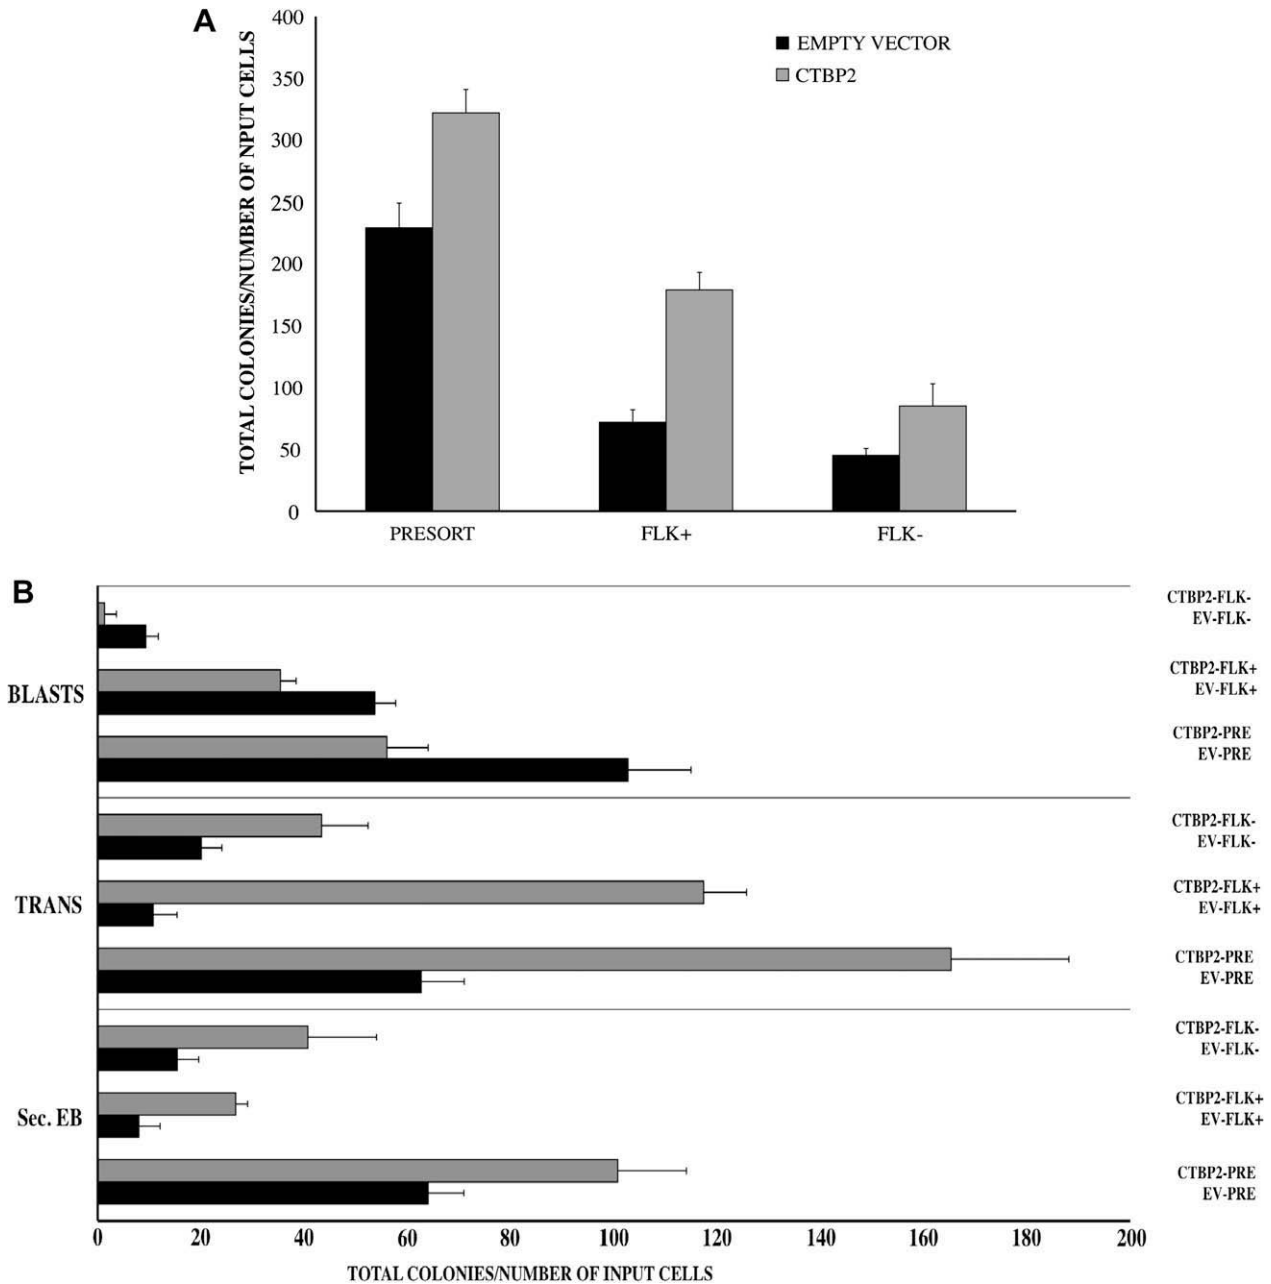 A
TOTAL COLONIES/NUMBER OF NPUT CELLS
400
350
300
250
200
150
100
50
0
EMPTY VECTOR
CTBP2
PRESORT FLK+ FLK-
B
CTBP2-FLK-
EV-FLK-
BLASTS
CTBP2-FLK+
EV-FLK+
CTBP2-PRE
EV-PRE
CTBP2-FLK-
EV-FLK-
TRANS
CTBP2-FLK+
EV-FLK+
CTBP2-PRE
EV-PRE
CTBP2-FLK-
EV-FLK-
Sec. EB
CTBP2-FLK+
EV-FLK+
CTBP2-PRE
EV-PRE
0 20 40 60 80 100 120 140 160 180 200
TOTAL COLONIES/NUMBER OF INPUT CELLS